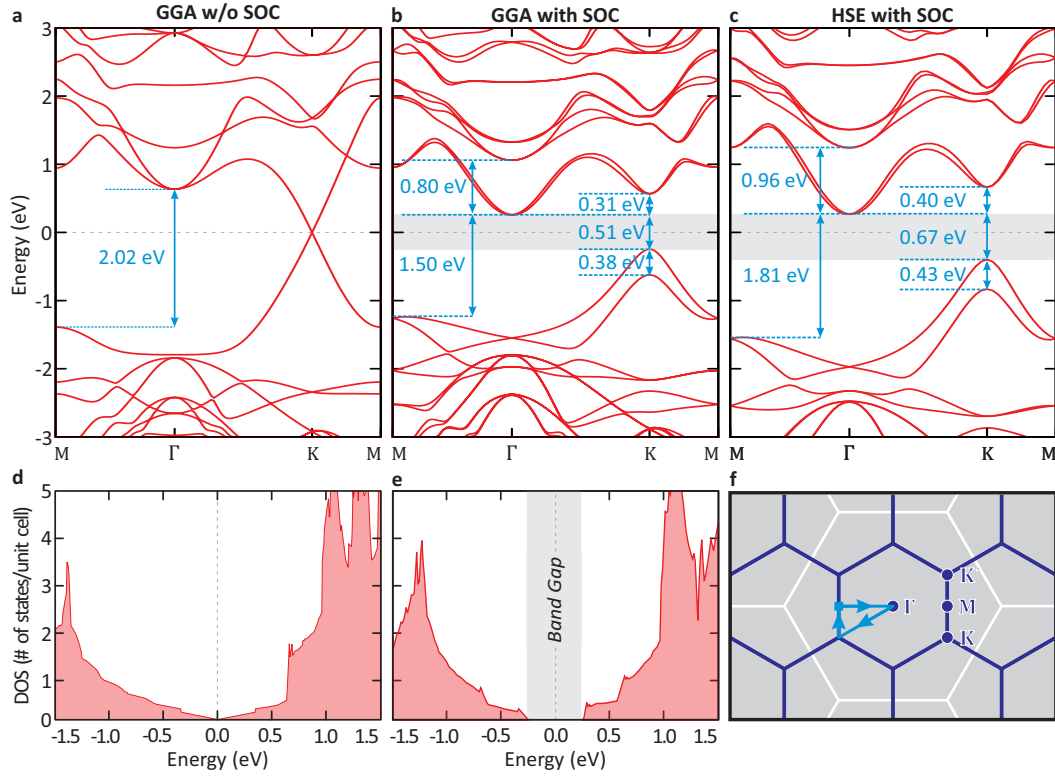 a GGA w/o SOC
b GGA with SOC
c HSE with SOC
Energy (eV)
3
2
1
0
-1
-2
-3
2.02 eV
0.80 eV
1.50 eV
0.31 eV
0.51 eV
0.38 eV
0.96 eV
1.81 eV
0.40 eV
0.67 eV
0.43 eV
M Γ K M
M Γ K M
M Γ K M
d
e
f
DOS (# of states/unit cell)
5
4
3
2
1
0
Band Gap
-1.5 -1.0 -0.5 0.0 0.5 1.0 1.5
Energy (eV)
-1.5 -1.0 -0.5 0.0 0.5 1.0 1.5
Energy (eV)
K'
Γ
M
K